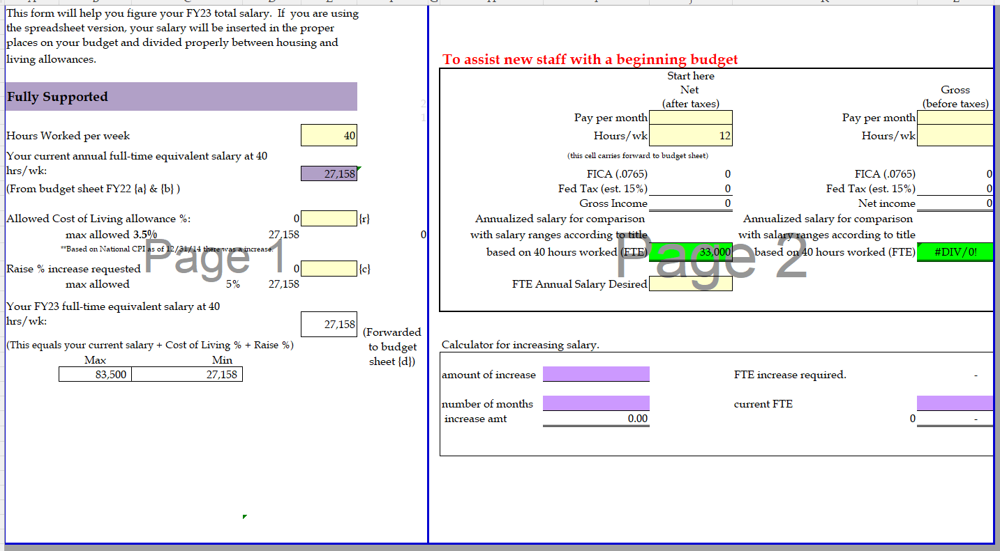 This form will help you figure your FY23 total salary.  If  you are using
the spreadsheet version, your salary will be inserted in the proper
places on your budget and divided properly between housing and
living allowances.
Fully Supported
2
1
Hours Worked per week 40
Your current annual full-time equivalent salary at 40
hrs/wk: 27,158
(From budget sheet FY22 {a} & {b} )
Allowed Cost of Living allowance %: 0 {r}
max allowed 3.5% 27,158 0
**Based on National CPI as of 12/31/14 there was a increase.
Page 1
Raise % increase requested 0 {c}
max allowed 5% 27,158
Your FY23 full-time equivalent salary at 40
hrs/wk: 27,158
(Forwarded
to budget
sheet {d})
(This equals your current salary + Cost of Living % + Raise %)
Max Min
83,500 27,158
To assist new staff with a beginning budget
Start here
Net Gross
(after taxes) (before taxes)
Pay per month Pay per month
Hours/wk 12 Hours/wk
(this cell carries forward to budget sheet)
FICA (.0765) 0 FICA (.0765) 0
Fed Tax (est. 15%) 0 Fed Tax (est. 15%) 0
Gross Income 0 Net income 0
Annualized salary for comparison Annualized salary for comparison
with salary ranges according to title with salary ranges according to title
based on 40 hours worked (FTE) 33,000 based on 40 hours worked (FTE) #DIV/0!
Page 2
FTE Annual Salary Desired
Calculator for increasing salary.
amount of increase FTE increase required. -
number of months current FTE
increase amt 0.00 0 -